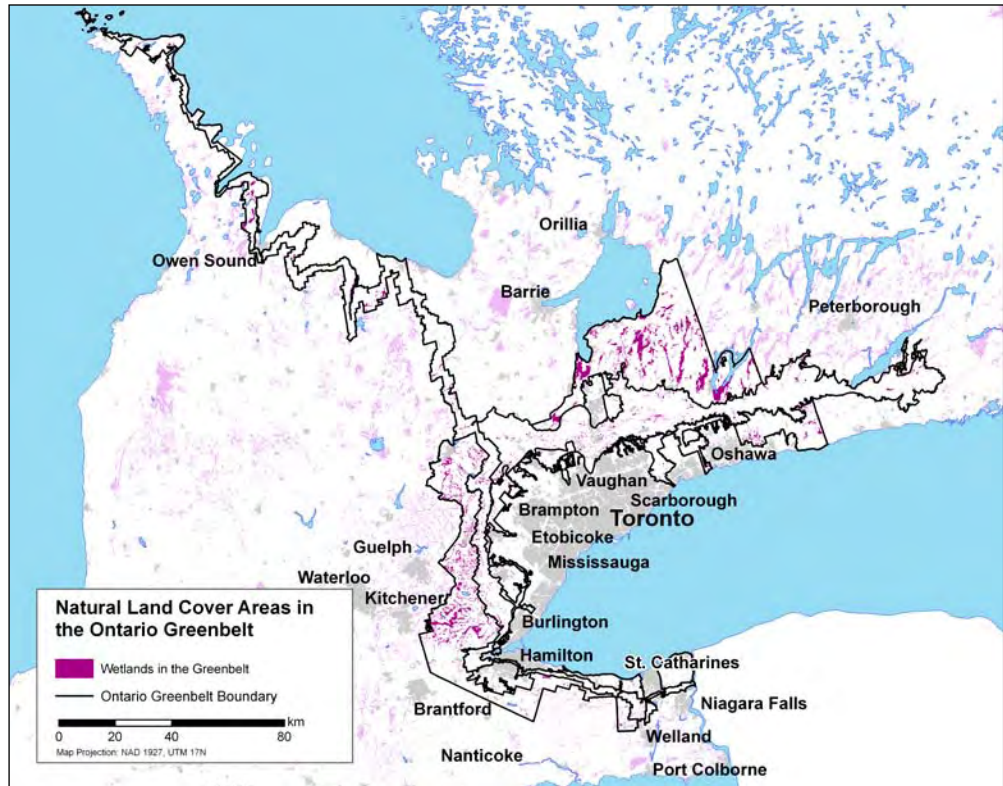 Orillia
Owen Sound
Barrie
Peterborough
Oshawa
Vaughan
Scarborough
Brampton
Toronto
Etobicoke
Guelph
Mississauga
Waterloo
Kitchener
Burlington
Hamilton
St. Catharines
Brantford
Niagara Falls
Welland
Nanticoke
Port Colborne
Natural Land Cover Areas in
the Ontario Greenbelt
Wetlands in the Greenbelt
Ontario Greenbelt Boundary
km
0 20 40 80
Map Projection: NAD 1927, UTM 17N